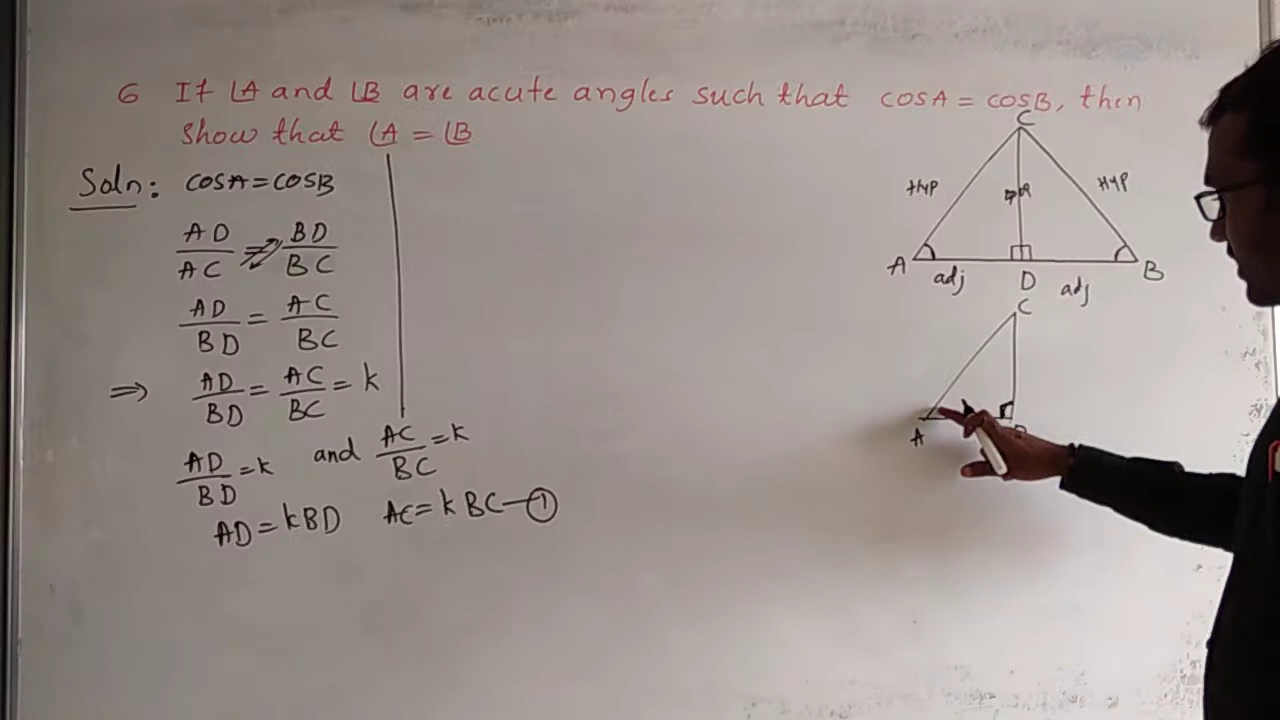 6 If ∠A and ∠B are acute angles such that cosA = cosB, then
show that ∠A = ∠B
Soln: cosA = cosB
AD/AC = BD/BC
AD/BD = AC/BC
⇒ AD/BD = AC/BC = k
AD/BD = k and AC/BC = k
AD = kBD AC = k BC — ①
C
Hyp Hyp
A adj D adj B
C
A